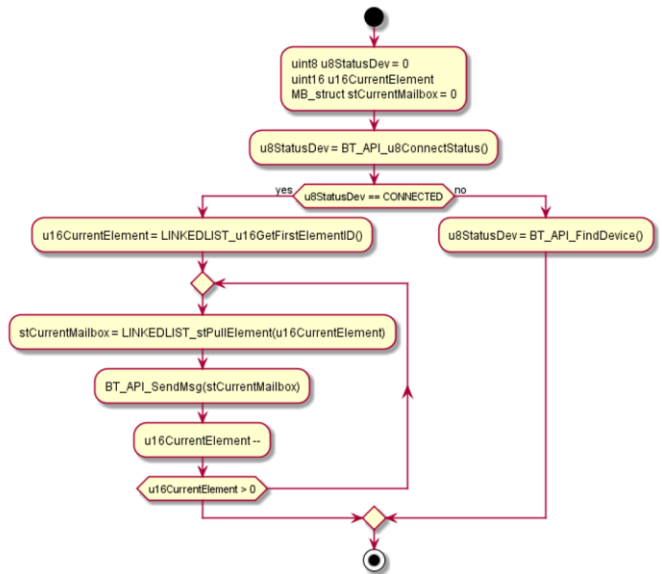 uint8 u8StatusDev = 0
uint16 u16CurrentElement
MB_struct stCurrentMailbox = 0
u8StatusDev = BT_API_u8ConnectStatus()
yes
u8StatusDev == CONNECTED
no
u16CurrentElement = LINKEDLIST_u16GetFirstElementID()
u8StatusDev = BT_API_FindDevice()
stCurrentMailbox = LINKEDLIST_stPullElement(u16CurrentElement)
BT_API_SendMsg(stCurrentMailbox)
u16CurrentElement --
u16CurrentElement > 0